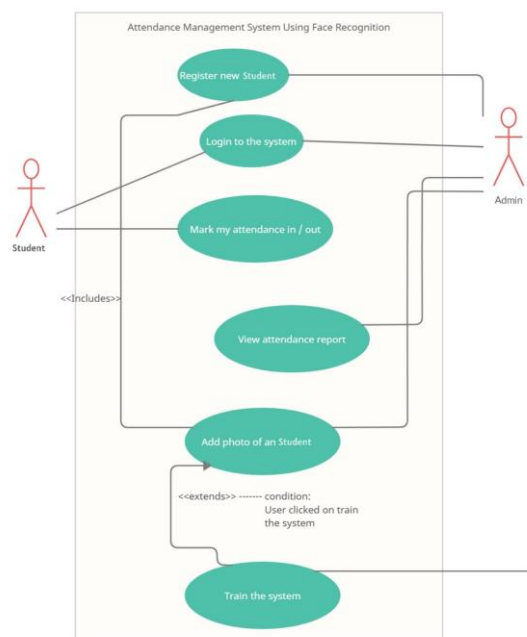 Attendance Management System Using Face Recognition
Register new Student
Login to the system
Student
Admin
Mark my attendance in / out
<<Includes>>
View attendance report
Add photo of an Student
<<extends>> ------- condition:
User clicked on train
the system
Train the system